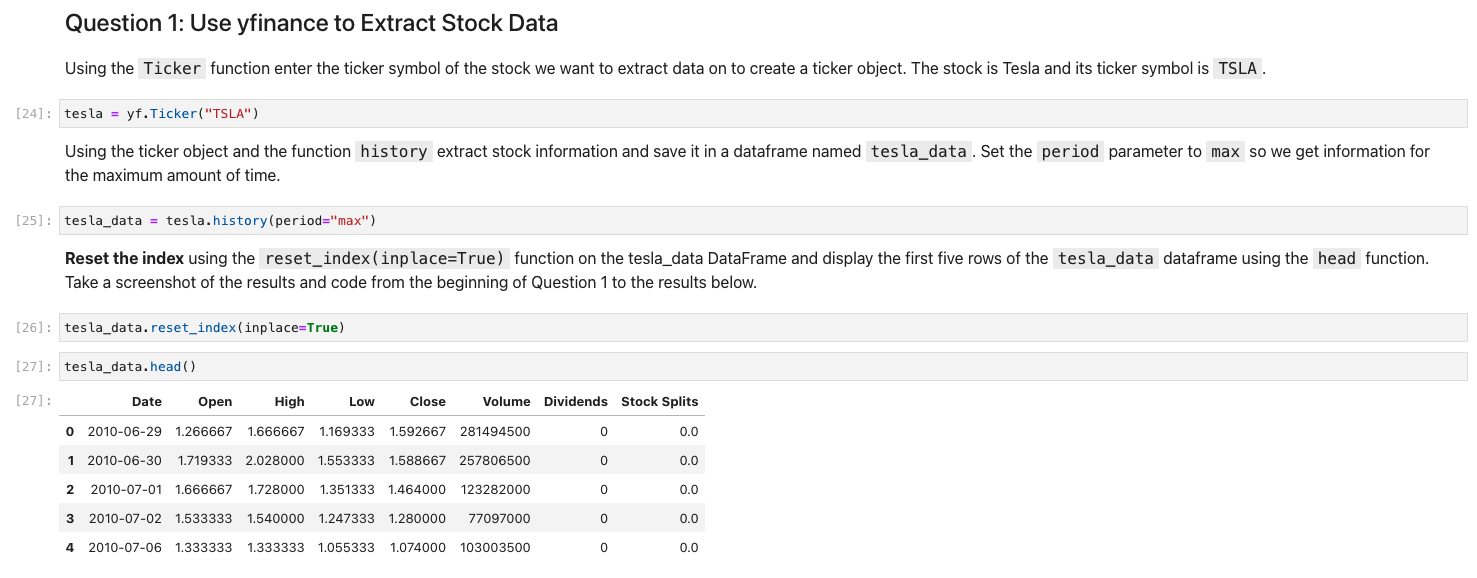 Question 1: Use yfinance to Extract Stock Data
Using the Ticker function enter the ticker symbol of the stock we want to extract data on to create a ticker object. The stock is Tesla and its ticker symbol is TSLA .
[24]: tesla = yf.Ticker("TSLA")
Using the ticker object and the function history extract stock information and save it in a dataframe named tesla_data . Set the period parameter to max so we get information for
the maximum amount of time.
[25]: tesla_data = tesla.history(period="max")
Reset the index using the reset_index(inplace=True) function on the tesla_data DataFrame and display the first five rows of the tesla_data dataframe using the head function.
Take a screenshot of the results and code from the beginning of Question 1 to the results below.
[26]: tesla_data.reset_index(inplace=True)
[27]: tesla_data.head()
[27]: Date Open High Low Close Volume Dividends Stock Splits
0 2010-06-29 1.266667 1.666667 1.169333 1.592667 281494500 0 0.0
1 2010-06-30 1.719333 2.028000 1.553333 1.588667 257806500 0 0.0
2 2010-07-01 1.666667 1.728000 1.351333 1.464000 123282000 0 0.0
3 2010-07-02 1.533333 1.540000 1.247333 1.280000 77097000 0 0.0
4 2010-07-06 1.333333 1.333333 1.055333 1.074000 103003500 0 0.0